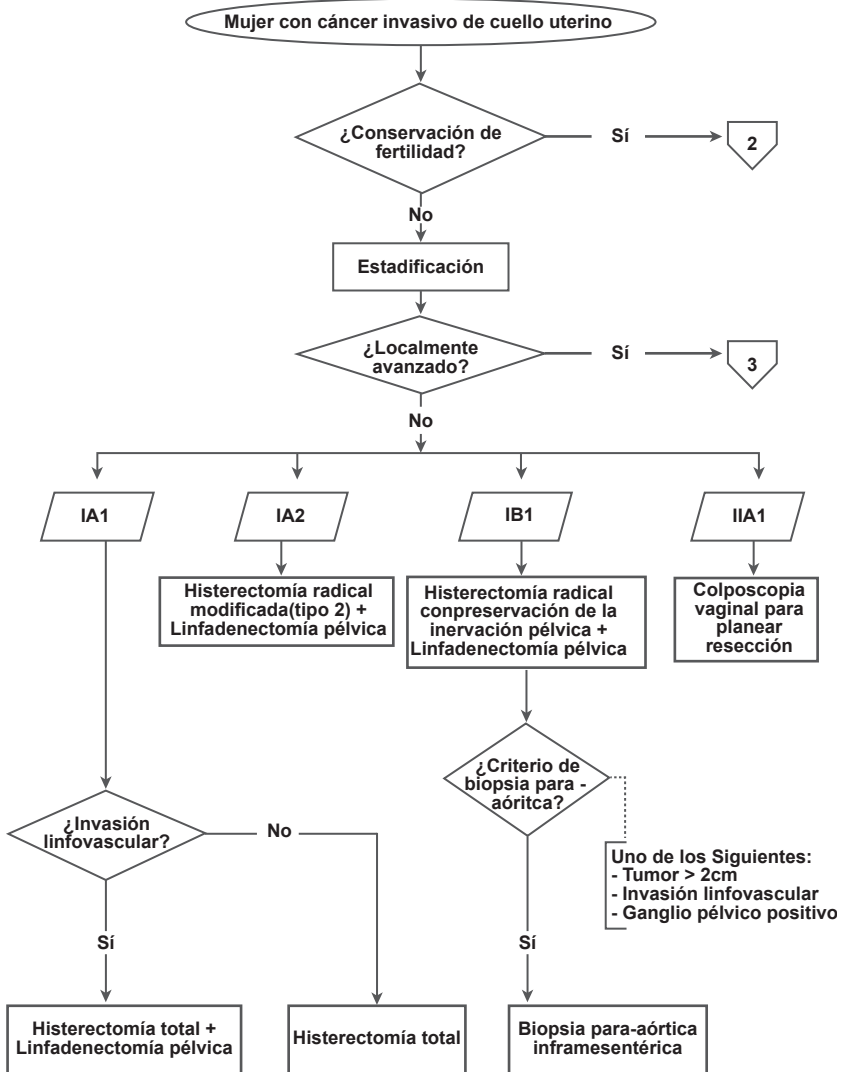 Mujer con cáncer invasivo de cuello uterino
¿Conservación de
fertilidad?
Sí
2
No
Estadificación
¿Localmente
avanzado?
Sí
3
No
IA1
IA2
IB1
IIA1
Histerectomía radical
modificada(tipo 2) +
Linfadenectomía pélvica
Histerectomía radical
conpreservación de la
inervación pélvica +
Linfadenectomía pélvica
Colposcopia
vaginal para
planear
resección
¿Criterio de
biopsia para -
aóritca?
¿Invasión
linfovascular?
No
Uno de los Siguientes:
- Tumor > 2cm
- Invasión linfovascular
- Ganglio pélvico positivo
Sí
Sí
Histerectomía total +
Linfadenectomía pélvica
Histerectomía total
Biopsia para-aórtica
inframesentérica